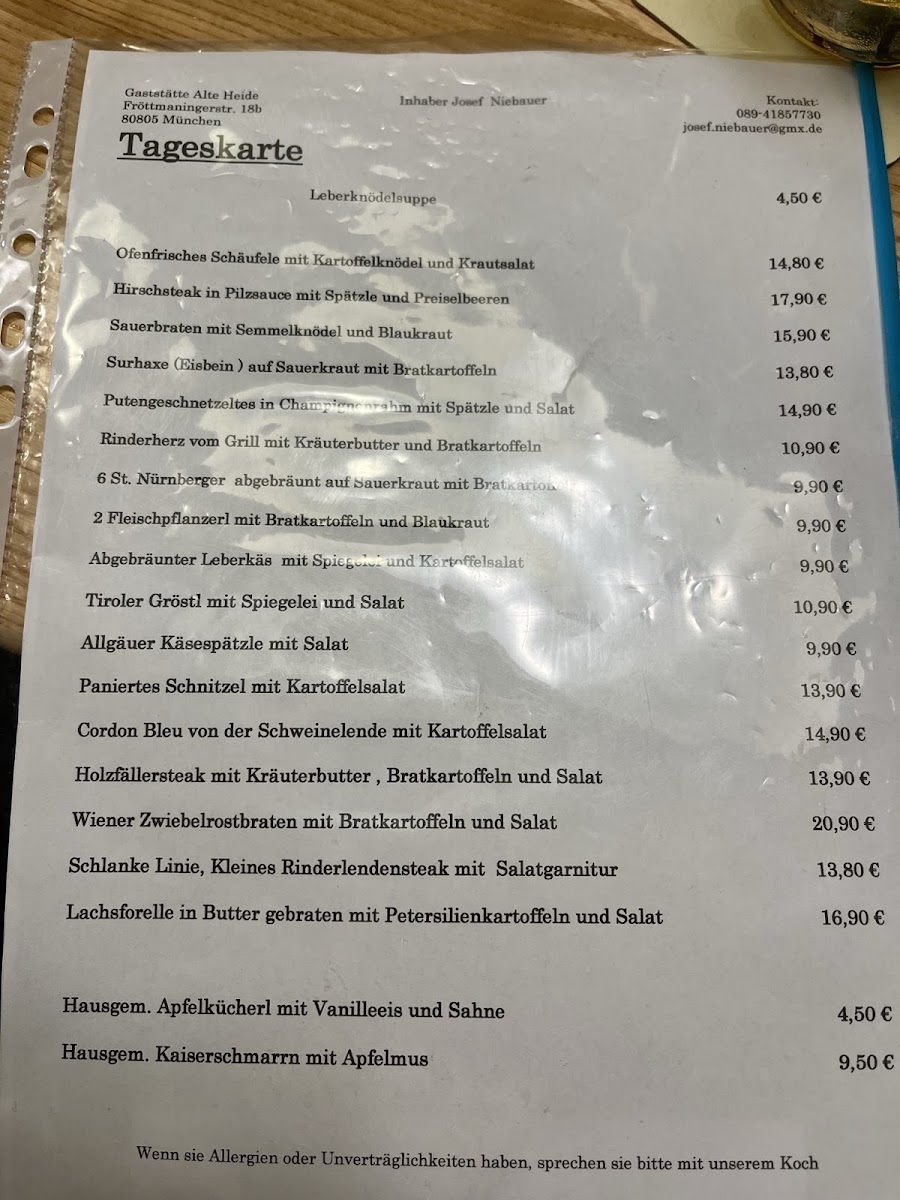 Gaststätte Alte Heide
Fröttmaningerstr. 18b
80805 München
Inhaber Josef Niebauer
Kontakt:
089-41857730
josef.niebauer@gmx.de
Tageskarte
Leberknödelsuppe 4,50 €
Ofenfrisches Schäufele mit Kartoffelknödel und Krautsalat 14,80 €
Hirschsteak in Pilzsauce mit Spätzle und Preiselbeeren 17,90 €
Sauerbraten mit Semmelknödel und Blaukraut 15,90 €
Surhaxe (Eisbein ) auf Sauerkraut mit Bratkartoffeln 13,80 €
Putengeschnetzeltes in Champignonrahm mit Spätzle und Salat 14,90 €
Rinderherz vom Grill mit Kräuterbutter und Bratkartoffeln 10,90 €
6 St. Nürnberger abgebräunt auf Sauerkraut mit 9,90 €
2 Fleischpflanzerl mit Bratkartoffeln und Blaukraut 9,90 €
Abgebräunter Leberkäs mit Spiegelei und Kartoffelsalat 9,90 €
Tiroler Gröstl mit Spiegelei und Salat 10,90 €
Allgäuer Käsespätzle mit Salat 9,90 €
Paniertes Schnitzel mit Kartoffelsalat 13,90 €
Cordon Bleu von der Schweinelende mit Kartoffelsalat 14,90 €
Holzfällersteak mit Kräuterbutter , Bratkartoffeln und Salat 13,90 €
Wiener Zwiebelrostbraten mit Bratkartoffeln und Salat 20,90 €
Schlanke Linie, Kleines Rinderlendensteak mit Salatgarnitur 13,80 €
Lachsforelle in Butter gebraten mit Petersilienkartoffeln und Salat 16,90 €
Hausgem. Apfelkücherl mit Vanilleeis und Sahne 4,50 €
Hausgem. Kaiserschmarrn mit Apfelmus 9,50 €
Wenn sie Allergien oder Unverträglichkeiten haben, sprechen sie bitte mit unserem Koch